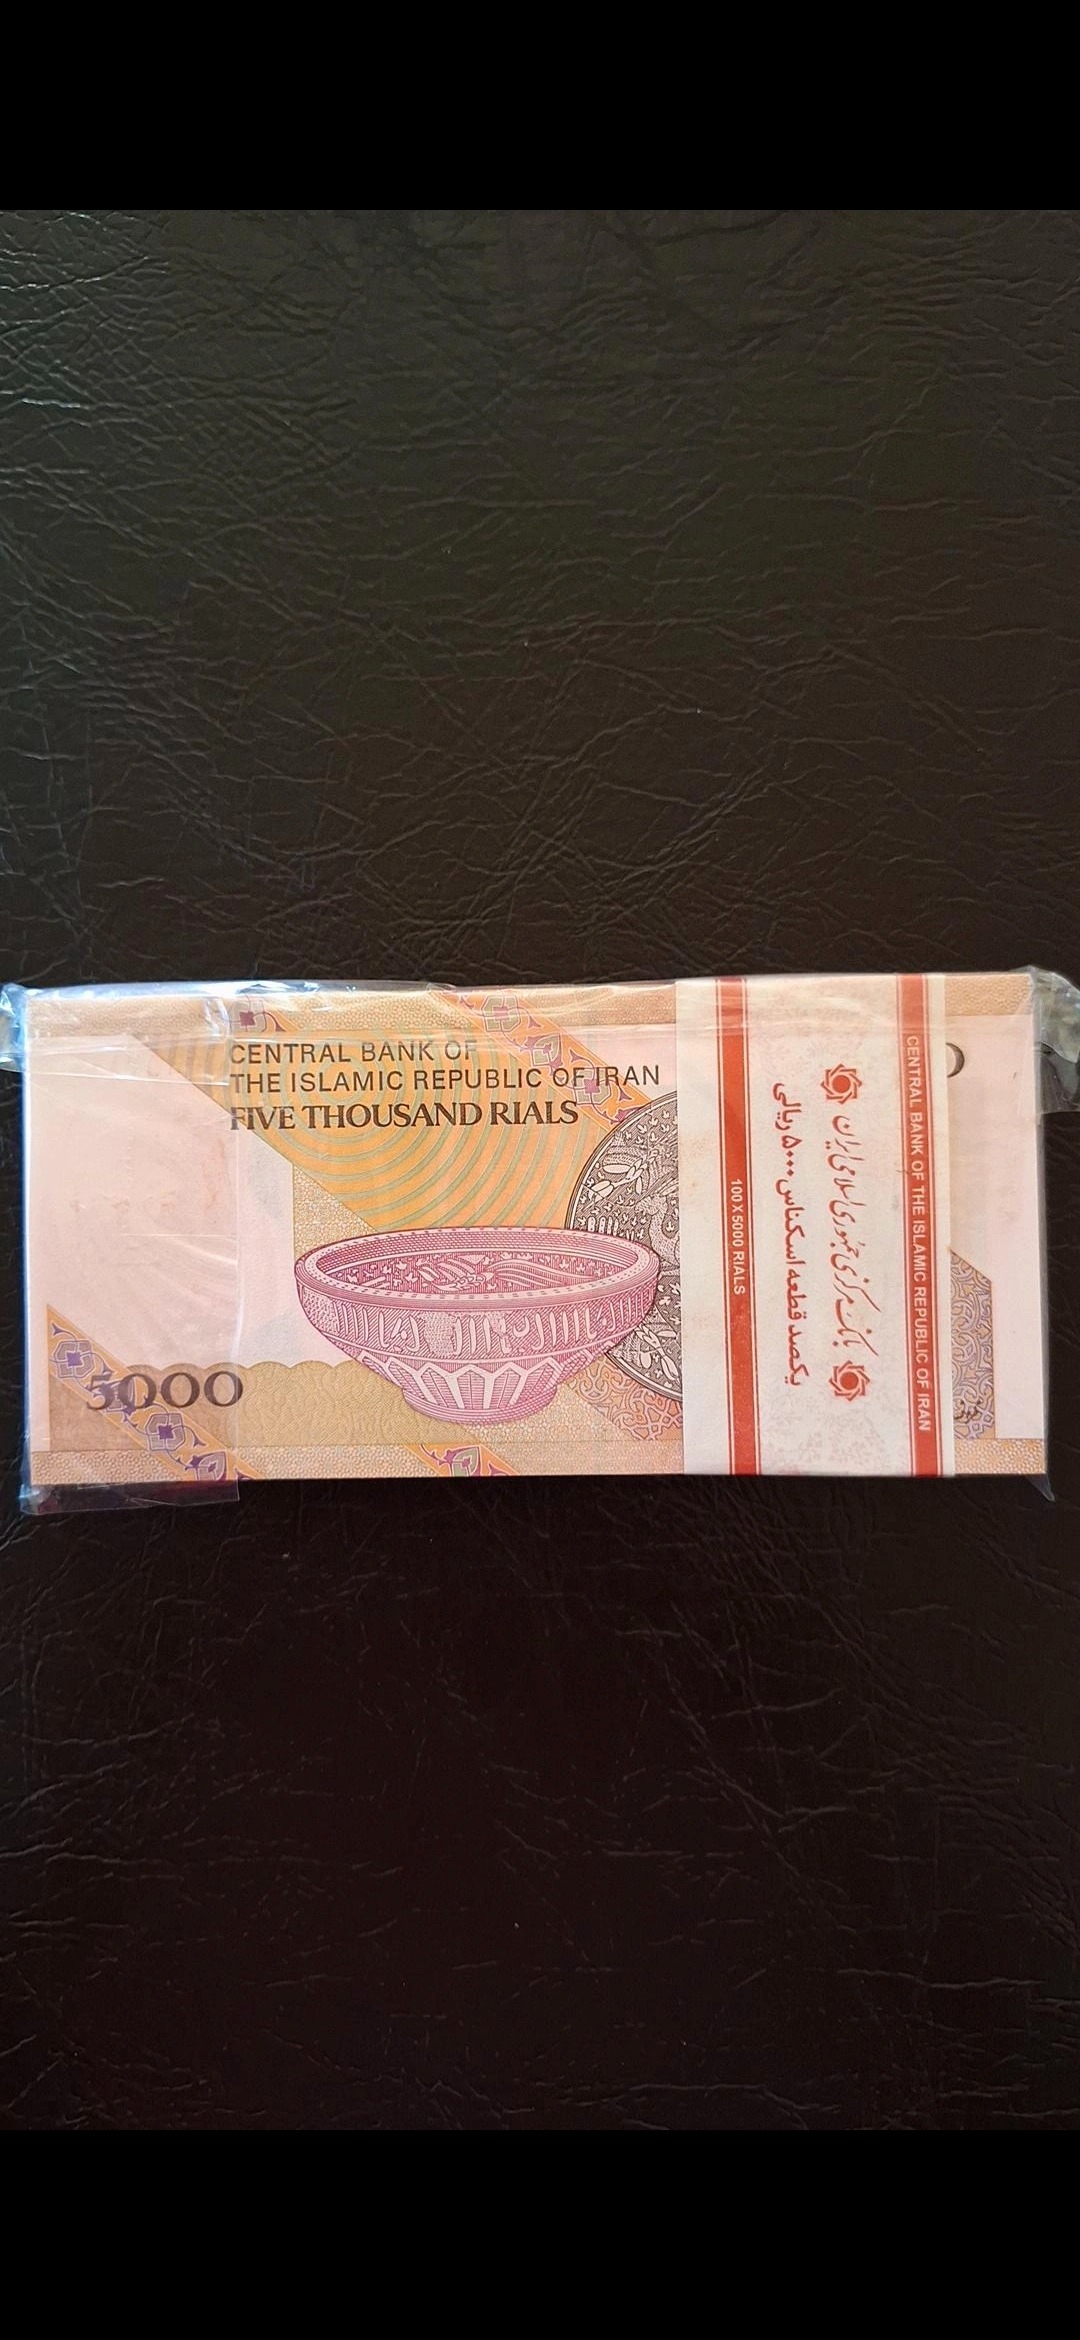 CENTRAL BANK OF
THE ISLAMIC REPUBLIC OF IRAN
FIVE THOUSAND RIALS
5000
100 X 5000 RIALS
یکصد قطعه اسکناس ۵۰۰۰ ریالی
بانک مرکزی جمهوری اسلامی ایران
CENTRAL BANK OF THE ISLAMIC REPUBLIC OF IRAN
0